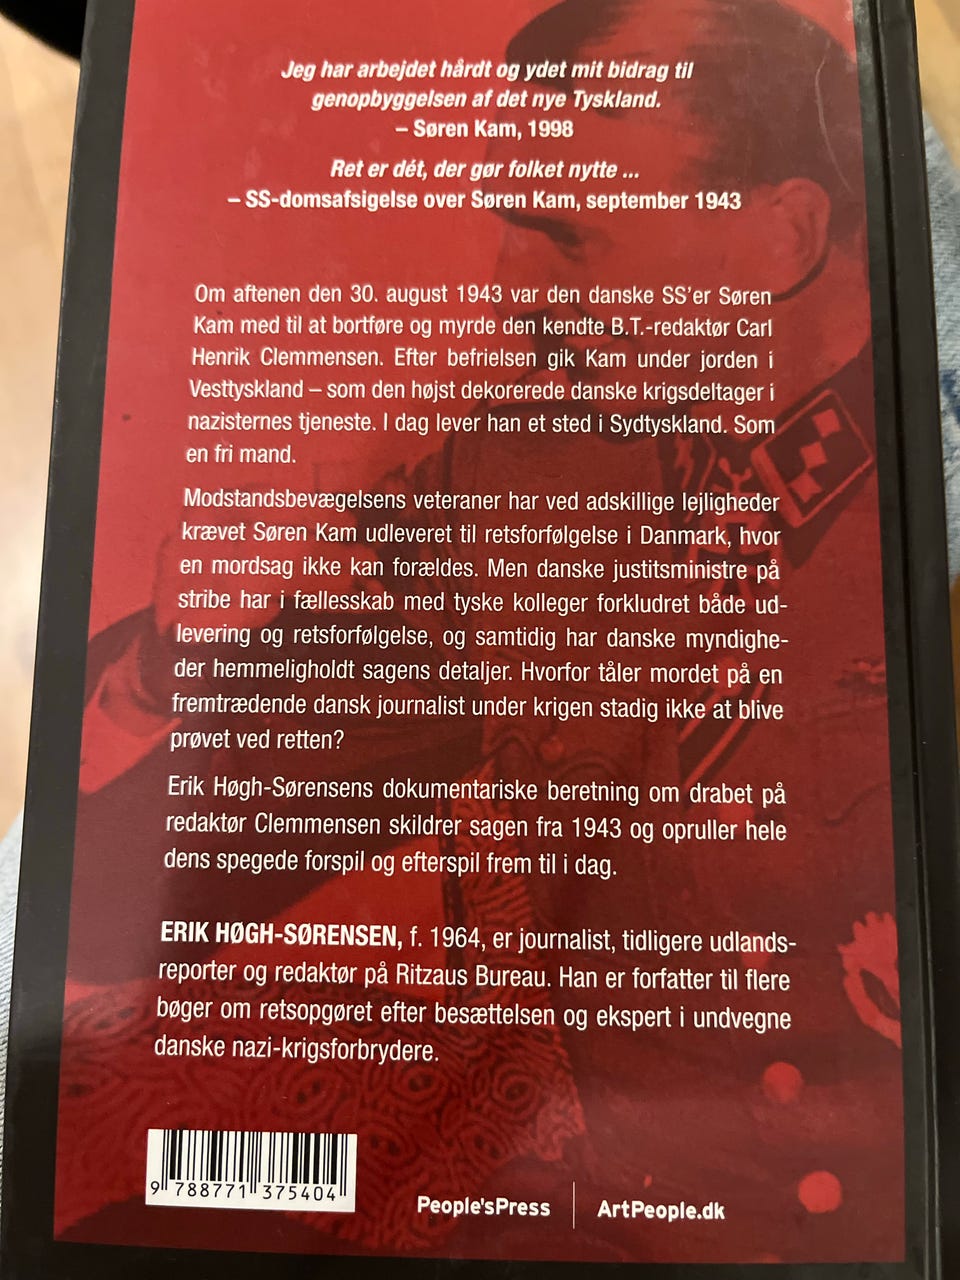 Jeg har arbejdet hårdt og ydet mit bidrag til
genopbyggelsen af det nye Tyskland.
– Søren Kam, 1998
Ret er dét, der gør folket nytte ...
– SS-domsafsigelse over Søren Kam, september 1943
Om aftenen den 30. august 1943 var den danske SS'er Søren
Kam med til at bortføre og myrde den kendte B.T.-redaktør Carl
Henrik Clemmensen. Efter befrielsen gik Kam under jorden i
Vesttyskland – som den højst dekorerede danske krigsdeltager i
nazisternes tjeneste. I dag lever han et sted i Sydtyskland. Som
en fri mand.
Modstandsbevægelsens veteraner har ved adskillige lejligheder
krævet Søren Kam udleveret til retsforfølgelse i Danmark, hvor
en mordsag ikke kan forældes. Men danske justitsministre på
stribe har i fællesskab med tyske kolleger forkludret både ud-
levering og retsforfølgelse, og samtidig har danske myndighe-
der hemmeligholdt sagens detaljer. Hvorfor tåler mordet på en
fremtrædende dansk journalist under krigen stadig ikke at blive
prøvet ved retten?
Erik Høgh-Sørensens dokumentariske beretning om drabet på
redaktør Clemmensen skildrer sagen fra 1943 og opruller hele
dens spegede forspil og efterspil frem til i dag.
ERIK HØGH-SØRENSEN, f. 1964, er journalist, tidligere udlands-
reporter og redaktør på Ritzaus Bureau. Han er forfatter til flere
bøger om retsopgøret efter besættelsen og ekspert i undvegne
danske nazi-krigsforbrydere.
9 788771 375404
People'sPress | ArtPeople.dk